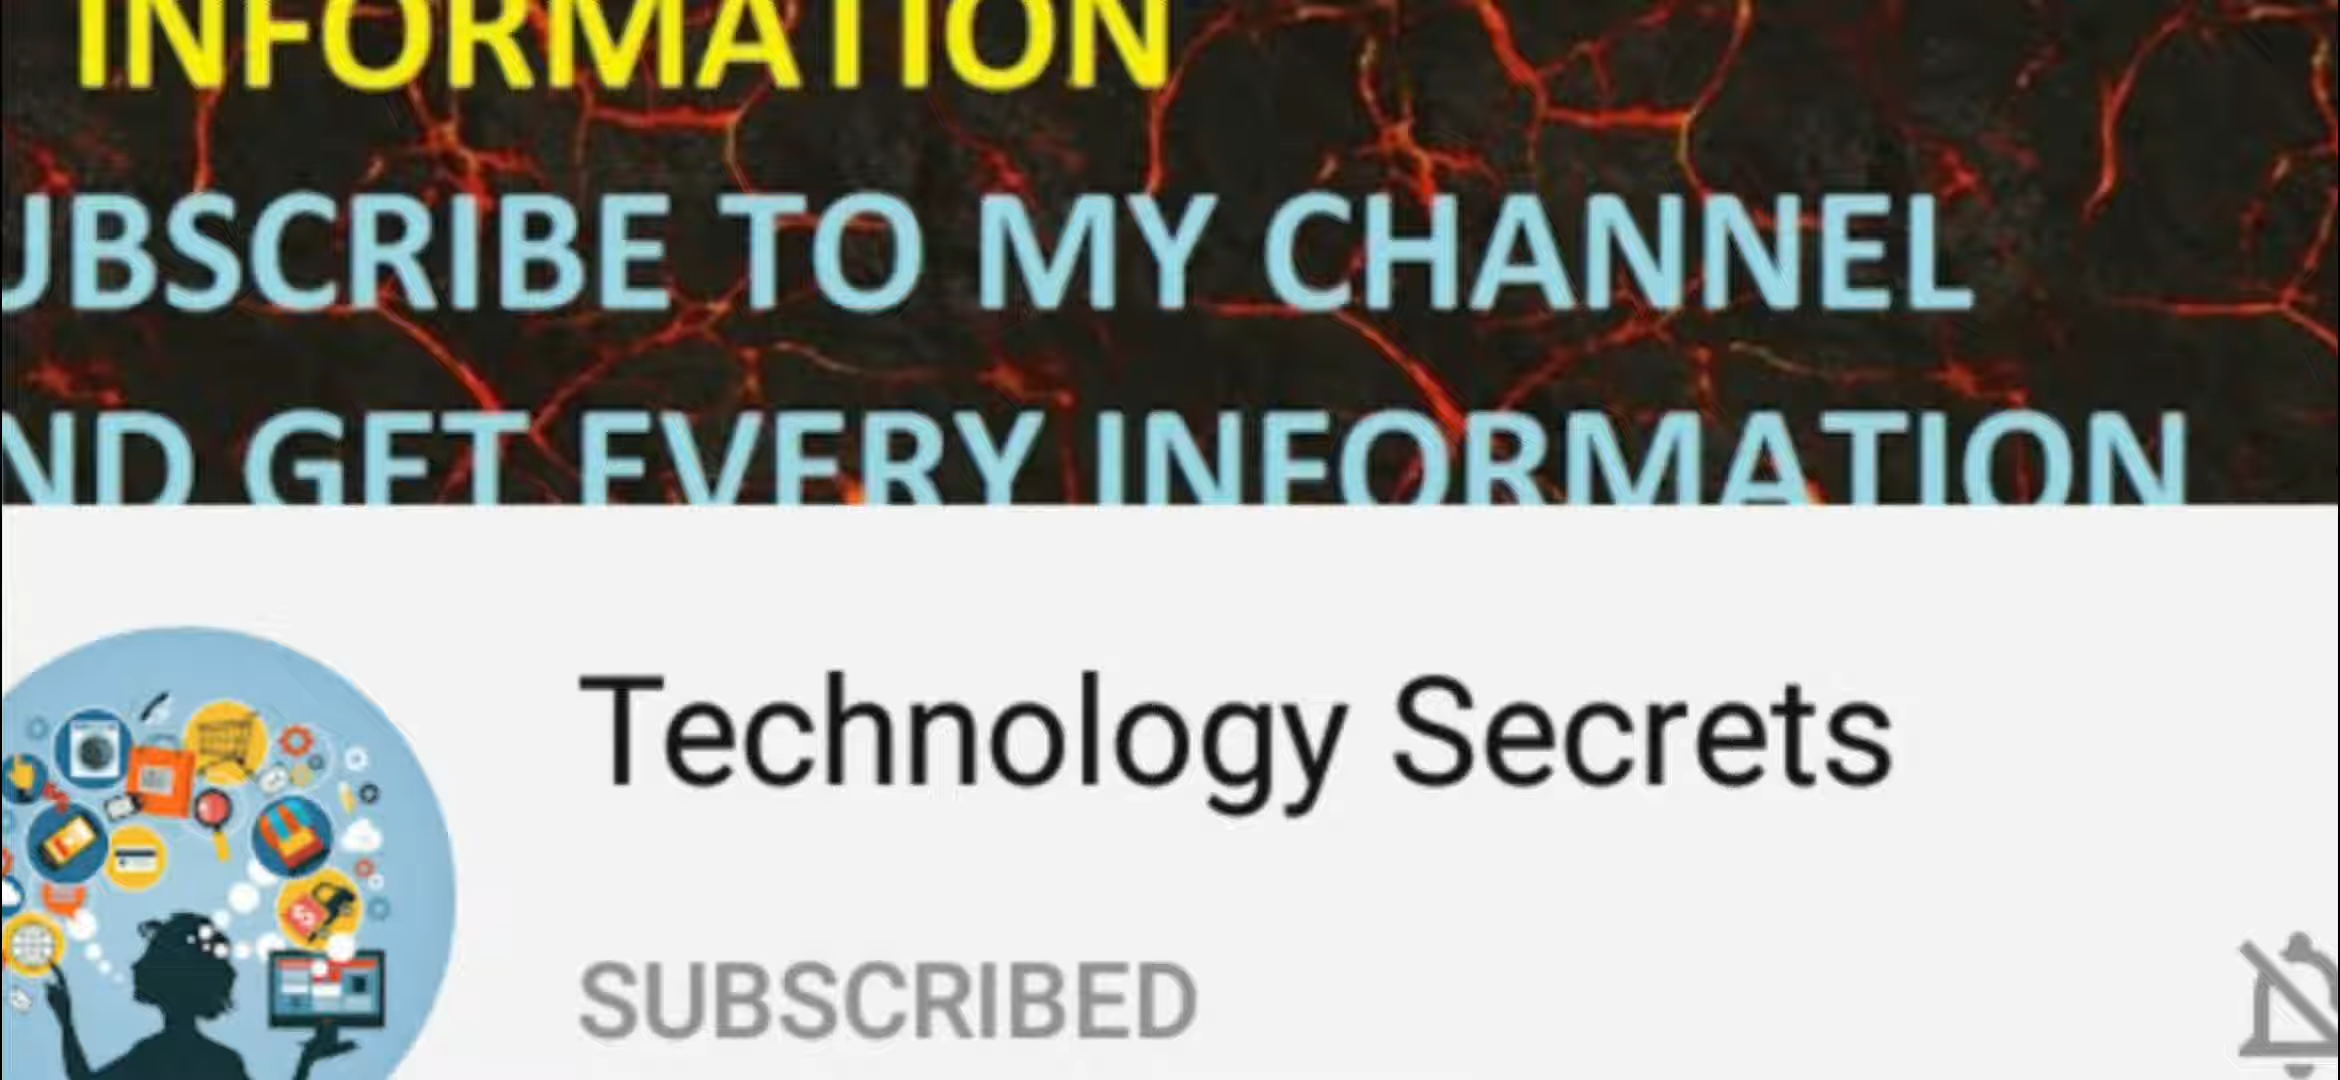 INFORMATION
UBSCRIBE TO MY CHANNEL
ND GET EVERY INFORMATION
Technology Secrets
SUBSCRIBED